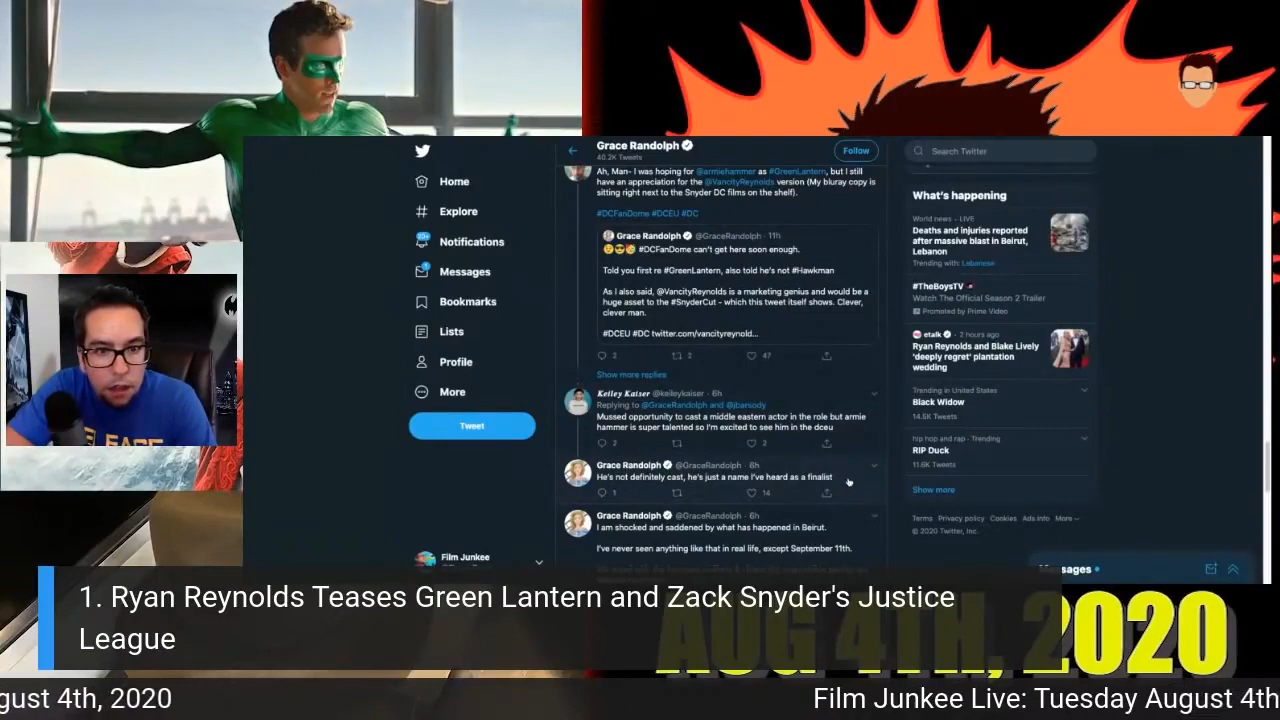 Grace Randolph
40.2K Tweets
Follow
Search Twitter
Home
Explore
Notifications
20+
Messages
1
Bookmarks
Lists
Profile
More
Tweet
Film Junkee
Ah, Man- I was hoping for @armiehammer as #GreenLantern, but I still
have an appreciation for the @VancityReynolds version (My bluray copy is
sitting right next to the Snyder DC films on the shelf).
#DCFanDome #DCEU #DC
Grace Randolph @GraceRandolph · 11h
#DCFanDome can't get here soon enough.
Told you first re #GreenLantern, also told he's not #Hawkman
As I also said, @VancityReynolds is a marketing genius and would be a
huge asset to the #SnyderCut - which this tweet itself shows. Clever,
clever man.
#DCEU #DC twitter.com/vancityreynold...
2 2 47
Show more replies
Kelley Kaiser @kelleykaiser · 6h
Replying to @GraceRandolph and @jbarsody
Mussed opportunity to cast a middle eastern actor in the role but armie
hammer is super talented so I'm excited to see him in the dceu
2 2
Grace Randolph @GraceRandolph · 6h
He's not definitely cast, he's just a name I've heard as a finalist
1 14
Grace Randolph @GraceRandolph · 6h
I am shocked and saddened by what has happened in Beirut.
I've never seen anything like that in real life, except September 11th.
What's happening
World news · LIVE
Deaths and injuries reported
after massive blast in Beirut,
Lebanon
Trending with: Lebanese
#TheBoysTV
Watch The Official Season 2 Trailer
Promoted by Prime Video
etalk · 2 hours ago
Ryan Reynolds and Blake Lively
'deeply regret' plantation
wedding
Trending in United States
Black Widow
14.5K Tweets
hip hop and rap · Trending
RIP Duck
11.6K Tweets
Show more
Terms Privacy policy Cookies Ads info More
© 2020 Twitter, Inc.
sages
1. Ryan Reynolds Teases Green Lantern and Zack Snyder's Justice
League
AUG 4TH, 2020
gust 4th, 2020
Film Junkee Live: Tuesday August 4th